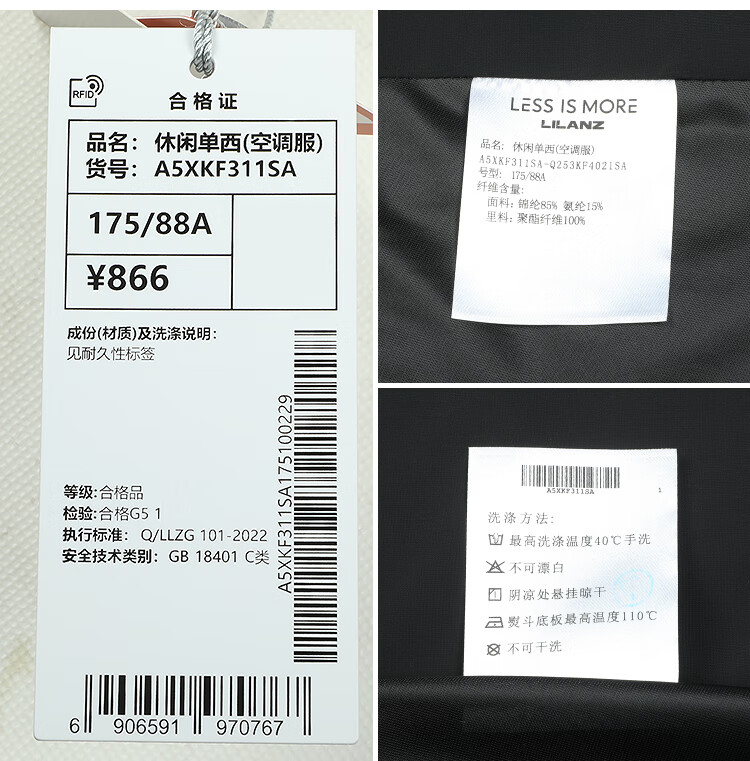 RFID
合格证
品名: 休闲单西(空调服)
货号: A5XKF311SA
175/88A
¥866
成份(材质)及洗涤说明:
见耐久性标签
等级:合格品
检验:合格G5 1
执行标准: Q/LLZG 101-2022
安全技术类别: GB 18401 C类
A5XKF311SA175100229
6 906591 970767
LESS IS MORE
LILANZ
品名: 休闲单西(空调服)
A5XKF311SA-Q253KF4021SA
号型: 175/88A
纤维含量:
面料: 锦纶85% 氨纶15%
里料: 聚酯纤维100%
A5XKF311SA
1
洗涤方法:
最高洗涤温度40℃手洗
不可漂白
阴凉处悬挂晾干
熨斗底板最高温度110℃
不可干洗